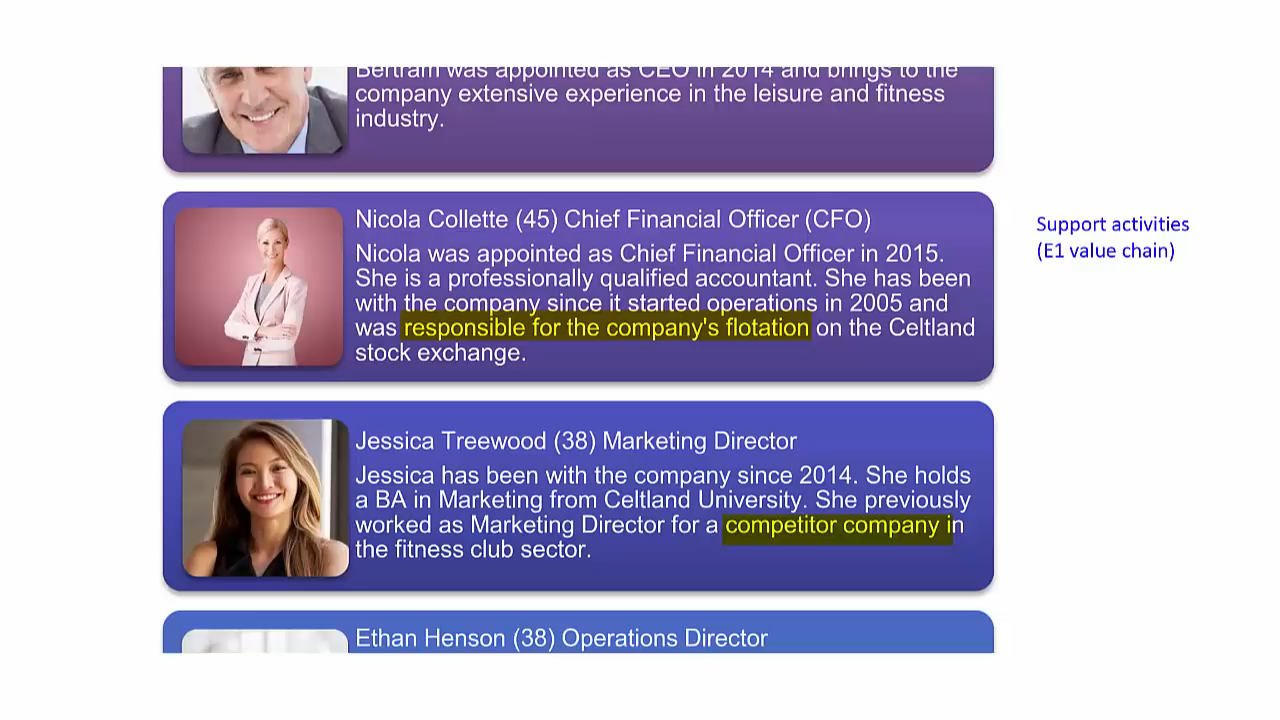 Bertram was appointed as CEO in 2014 and brings to the
company extensive experience in the leisure and fitness
industry.
Nicola Collette (45) Chief Financial Officer (CFO)
Nicola was appointed as Chief Financial Officer in 2015.
She is a professionally qualified accountant. She has been
with the company since it started operations in 2005 and
was responsible for the company's flotation on the Celtland
stock exchange.
Support activities
(E1 value chain)
Jessica Treewood (38) Marketing Director
Jessica has been with the company since 2014. She holds
a BA in Marketing from Celtland University. She previously
worked as Marketing Director for a competitor company in
the fitness club sector.
Ethan Henson (38) Operations Director